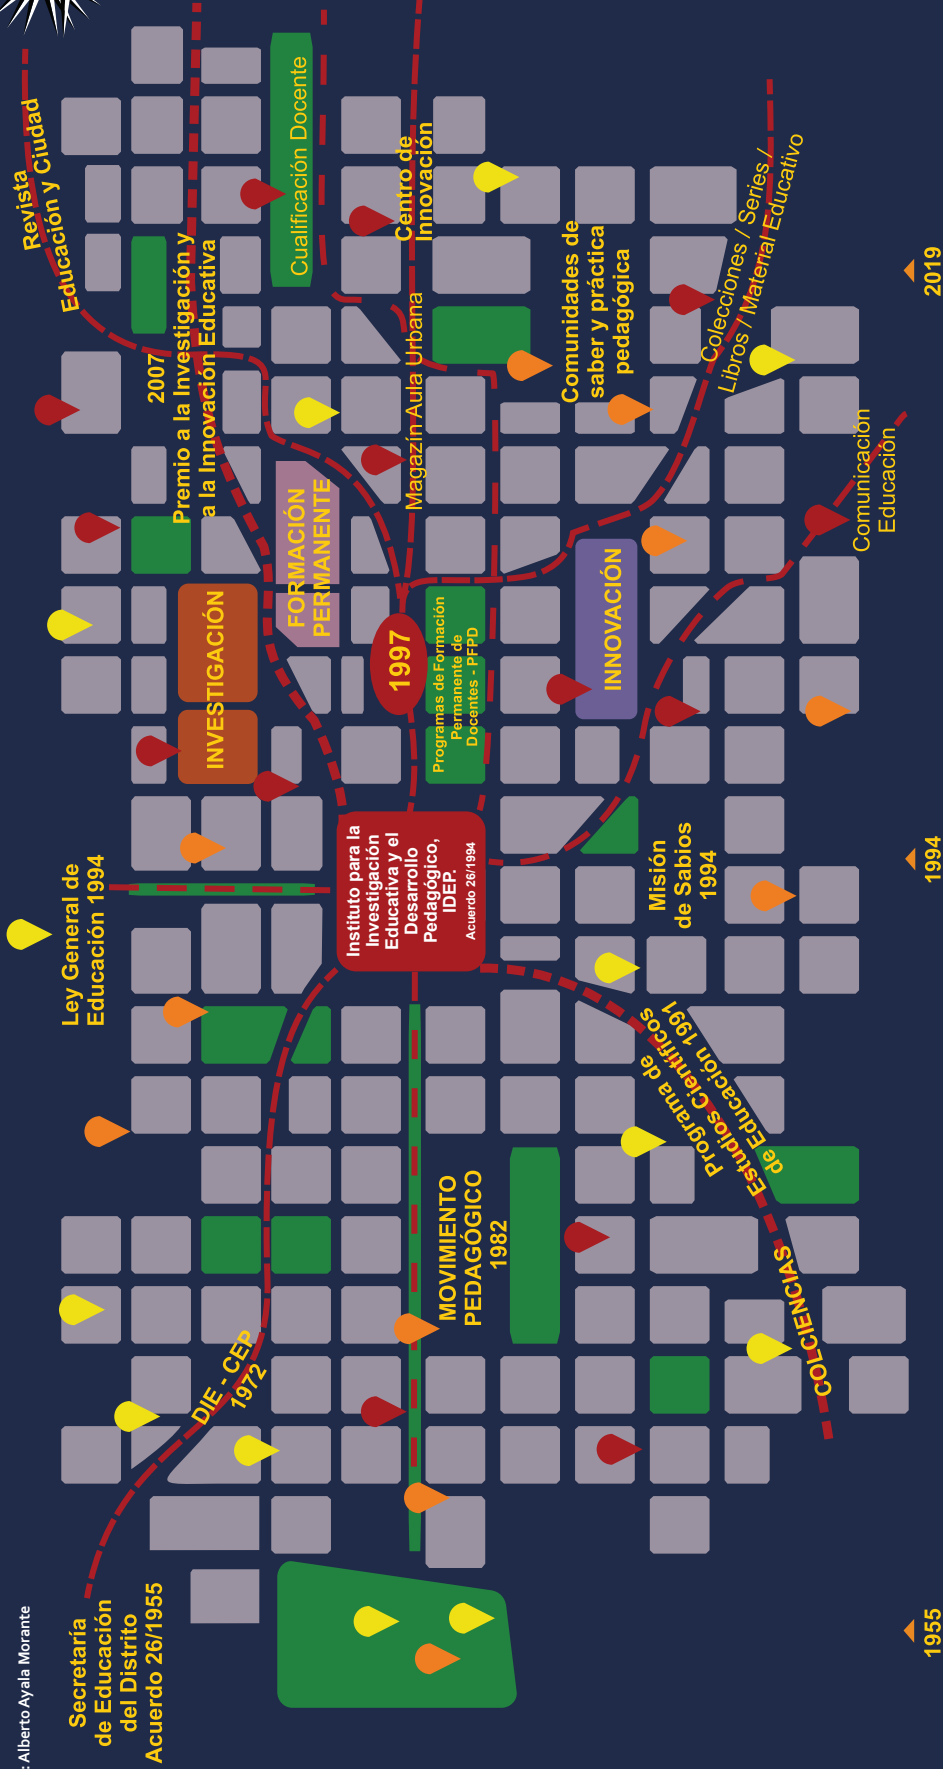 : Alberto Ayala Morante
Secretaría
de Educación
del Distrito
Acuerdo 26/1955
DIE - CEP
1972
MOVIMIENTO
PEDAGÓGICO
1982
COLCIENCIAS
Programa de
Estudios Científicos
de Educación 1991
Ley General de
Educación 1994
Instituto para la
Investigación
Educativa y el
Desarrollo
Pedagógico,
IDEP.
Acuerdo 26/1994
Misión
de Sabios
1994
INVESTIGACIÓN
FORMACIÓN
PERMANENTE
1997
Programas de Formación
Permanente de
Docentes - PFPD
INNOVACIÓN
2007
Premio a la Investigación y
a la Innovación Educativa
Revista
Educación y Ciudad
Cualificación Docente
Centro de
Innovación
Magazín Aula Urbana
Comunidades de
saber y práctica
pedagógica
Colecciones / Series /
Libros / Material Educativo
Comunicación
Educación
1955
1994
2019